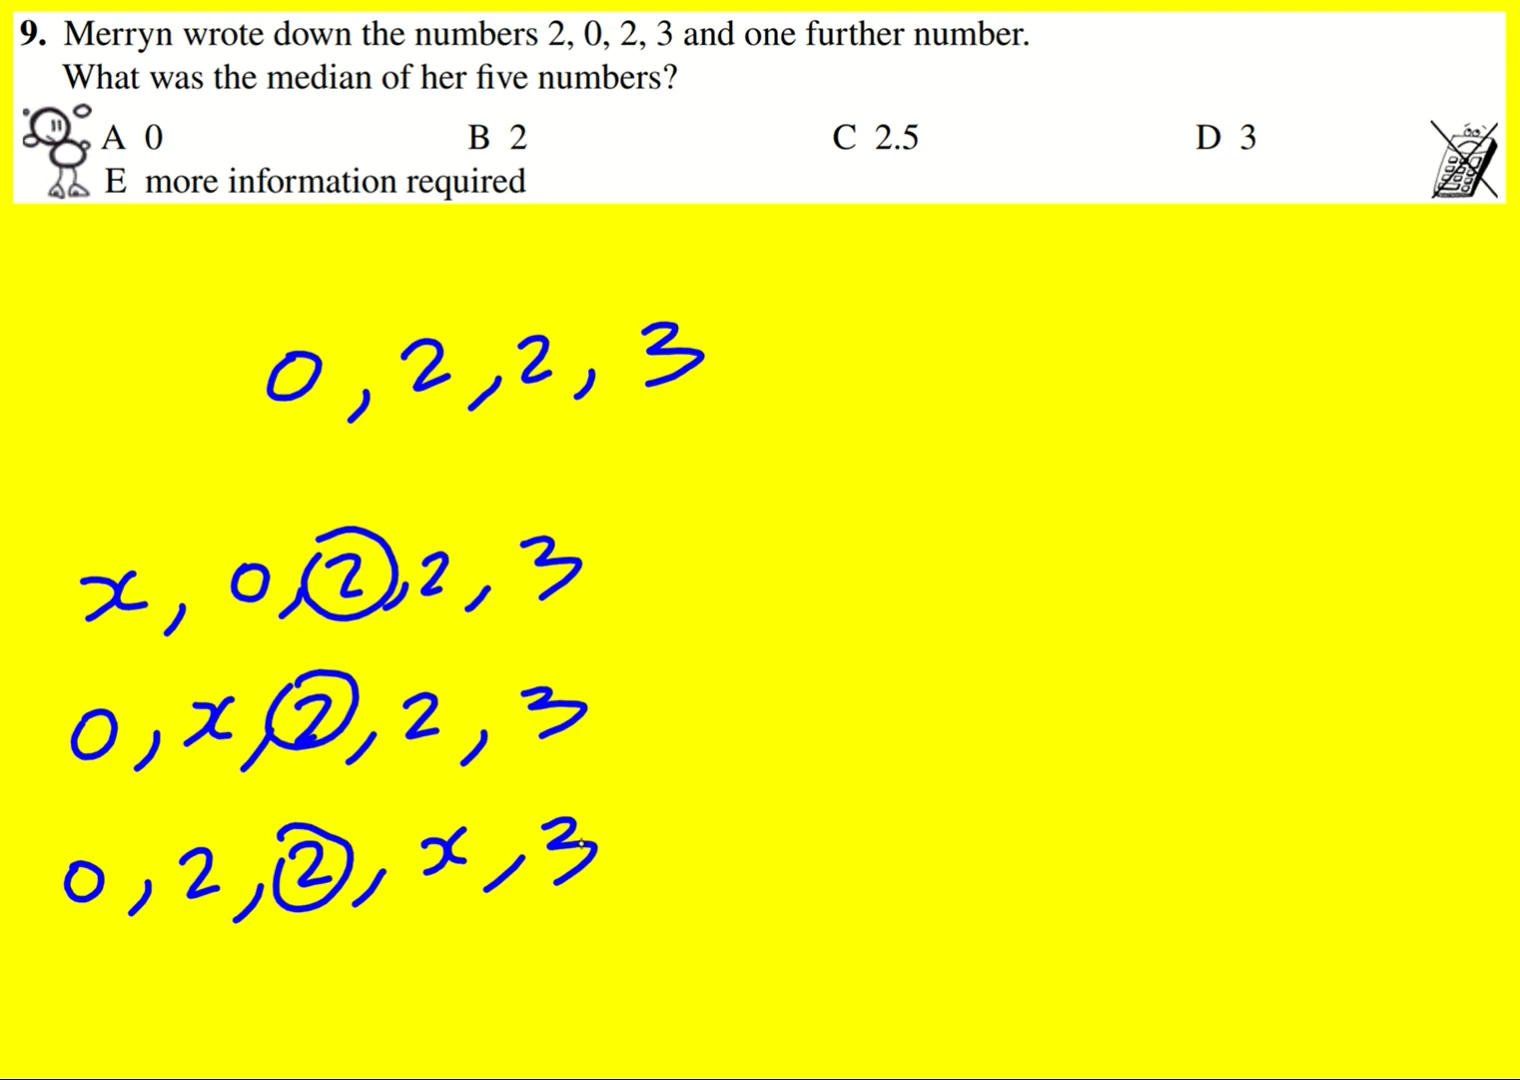 9. Merryn wrote down the numbers 2, 0, 2, 3 and one further number.
What was the median of her five numbers?
A 0 B 2 C 2.5 D 3
E more information required
0, 2, 2, 3
x, 0, 2, 2, 3
0, x, 2, 2, 3
0, 2, 2, x, 3